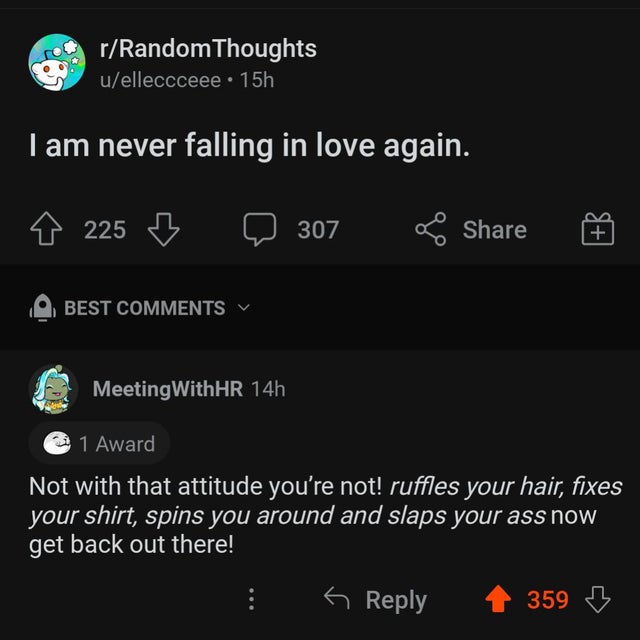 r/RandomThoughts
u/elleccceee • 15h
I am never falling in love again.
225
307
Share
BEST COMMENTS
MeetingWithHR 14h
1 Award
Not with that attitude you're not! ruffles your hair, fixes
your shirt, spins you around and slaps your ass now
get back out there!
Reply
359